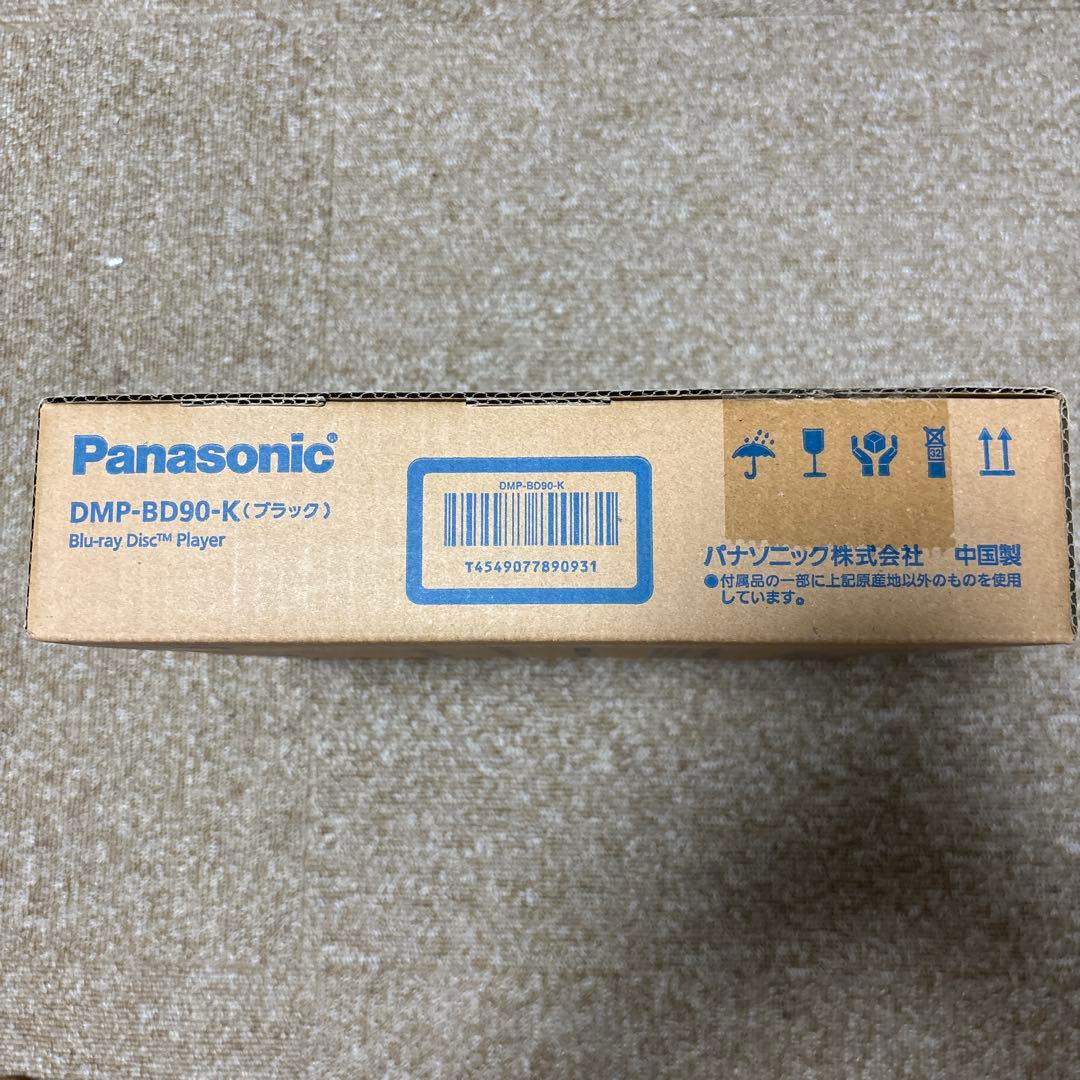 Panasonic®
DMP-BD90-K(ブラック)
Blu-ray Disc™ Player
DMP-BD90-K
T4549077890931
32
パナソニック株式会社 中国製
●付属品の一部に上記原産地以外のものを使用
しています。